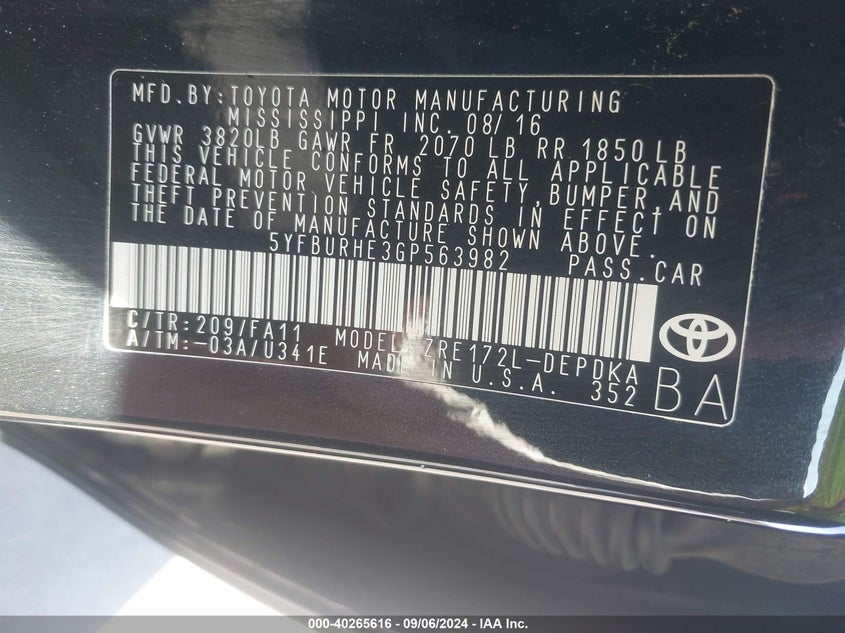 MFD.BY:TOYOTA MOTOR MANUFACTURING
MISSISSIPPI INC. 08/16
GVWR 3820LB GAWR FR 2070 LB RR 1850 LB
THIS VEHICLE CONFORMS TO ALL APPLICABLE
FEDERAL MOTOR VEHICLE SAFETY,BUMPER,AND
THEFT PREVENTION STANDARDS IN EFFECT ON
THE DATE OF MANUFACTURE SHOWN ABOVE.
5YFBURHE3GP563982 PASS.CAR
C/TR:209/FA11 MODEL ZRE172L-DEPDKA
A/TM:-03A/U341E MADE IN U.S.A. 352
BA
000-40265616 - 09/06/2024 - IAA Inc.